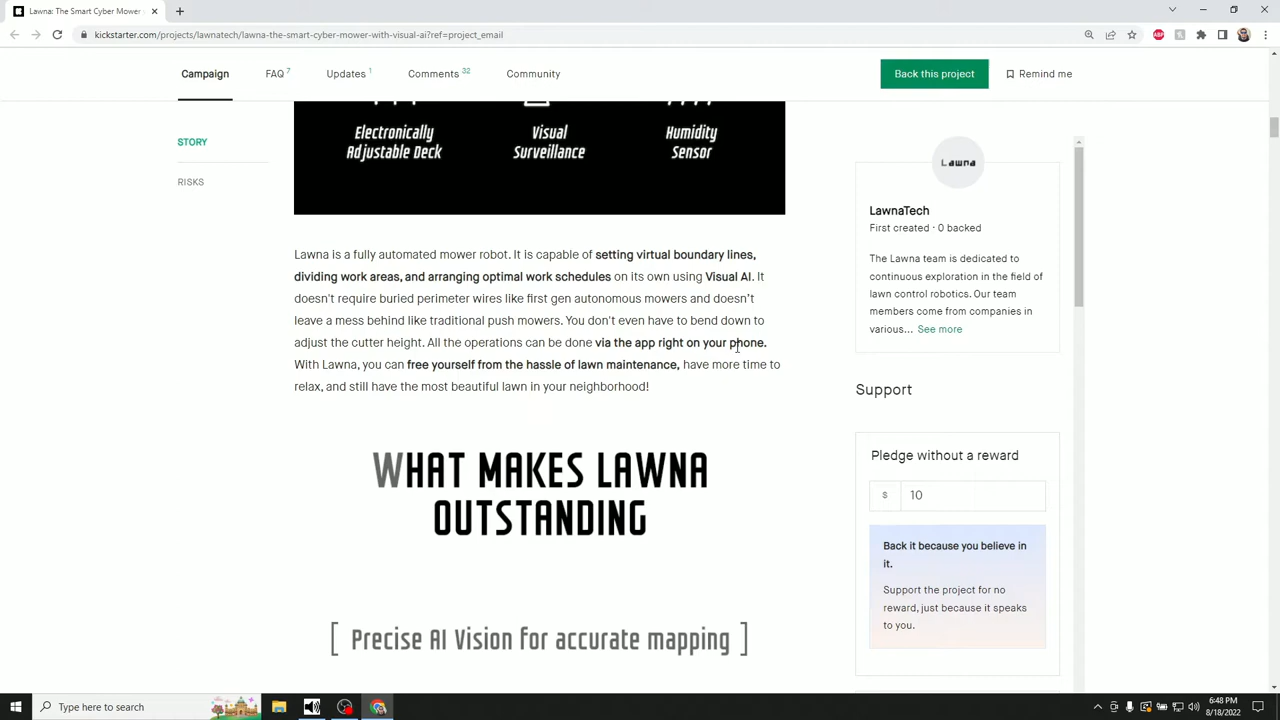 Lawna: The Smart Cyber Mower
kickstarter.com/projects/lawnatech/lawna-the-smart-cyber-mower-with-visual-ai?ref=project_email
Campaign
FAQ 7
Updates 1
Comments 32
Community
Back this project
Remind me
STORY
RISKS
Electronically
Adjustable Deck
Visual
Surveillance
Humidity
Sensor
Lawna is a fully automated mower robot. It is capable of setting virtual boundary lines,
dividing work areas, and arranging optimal work schedules on its own using Visual AI. It
doesn't require buried perimeter wires like first gen autonomous mowers and doesn't
leave a mess behind like traditional push mowers. You don't even have to bend down to
adjust the cutter height. All the operations can be done via the app right on your phone.
With Lawna, you can free yourself from the hassle of lawn maintenance, have more time to
relax, and still have the most beautiful lawn in your neighborhood!
WHAT MAKES LAWNA
OUTSTANDING
[ Precise AI Vision for accurate mapping ]
Lawna
LawnaTech
First created · 0 backed
The Lawna team is dedicated to
continuous exploration in the field of
lawn control robotics. Our team
members come from companies in
various... See more
Support
Pledge without a reward
$ 10
Back it because you believe in
it.
Support the project for no
reward, just because it speaks
to you.
Type here to search
6:48 PM
8/18/2022